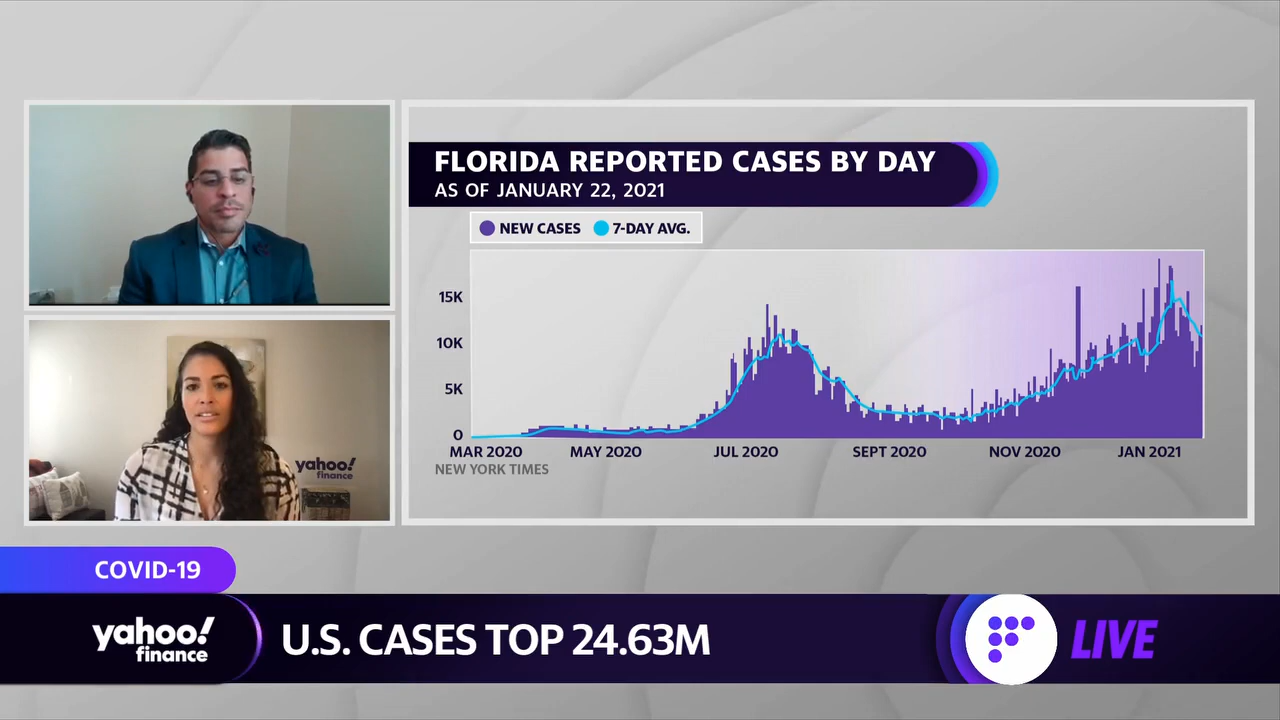 FLORIDA REPORTED CASES BY DAY
AS OF JANUARY 22, 2021
NEW CASES 7-DAY AVG.
15K
10K
5K
0
MAR 2020 MAY 2020 JUL 2020 SEPT 2020 NOV 2020 JAN 2021
NEW YORK TIMES
yahoo!
finance
COVID-19
yahoo!
finance
U.S. CASES TOP 24.63M
LIVE